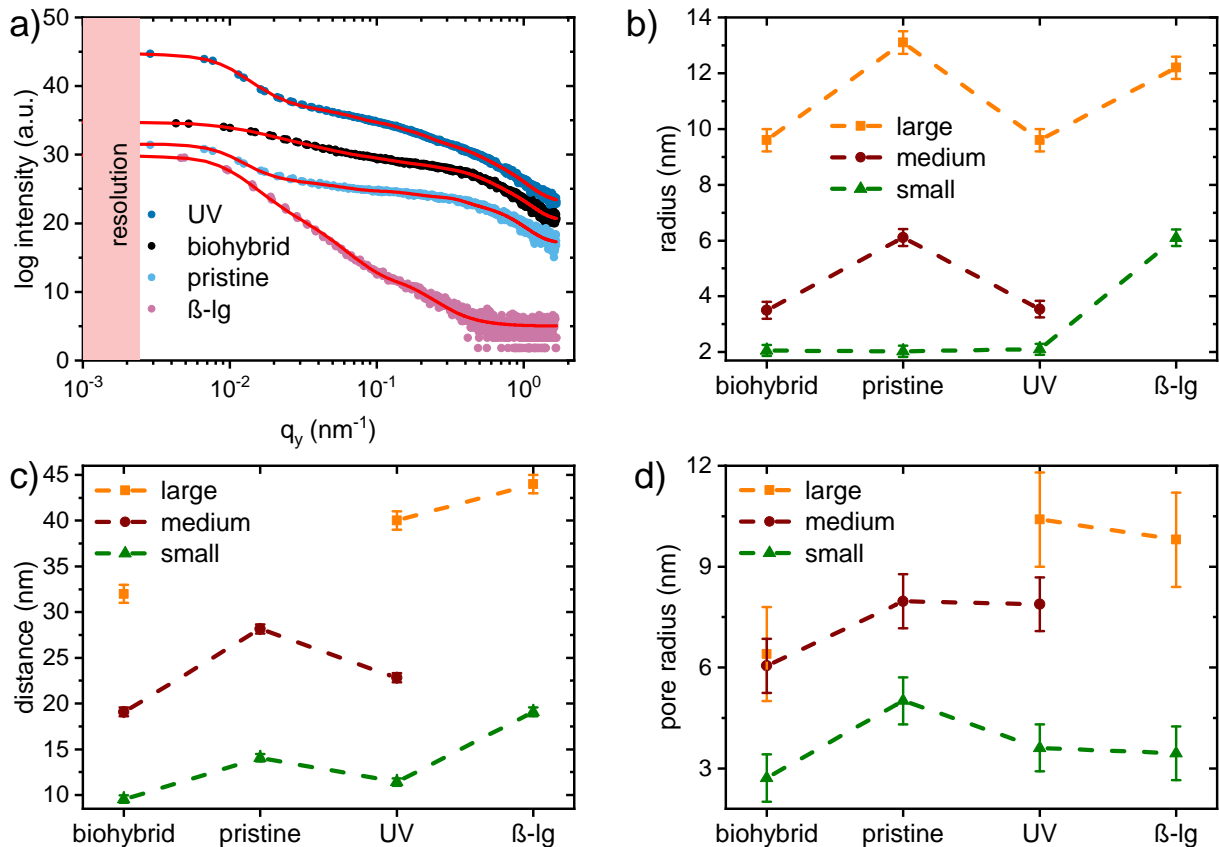 a)
log intensity (a.u.)
50
40
30
20
10
0
resolution
UV
biohybrid
pristine
ß-lg
10⁻³
10⁻²
10⁻¹
10⁰
q_y (nm⁻¹)
b)
radius (nm)
14
12
10
8
6
4
2
large
medium
small
biohybrid
pristine
UV
ß-lg
c)
distance (nm)
45
40
35
30
25
20
15
10
large
medium
small
biohybrid
pristine
UV
ß-lg
d)
pore radius (nm)
12
9
6
3
large
medium
small
biohybrid
pristine
UV
ß-lg